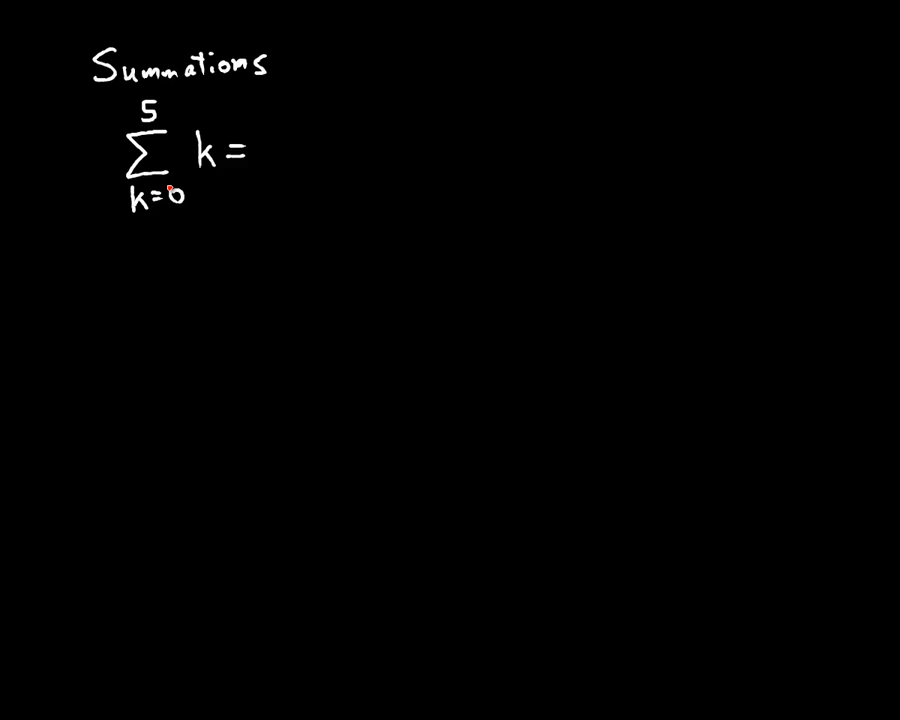 Summations
5
∑ k =
k=0